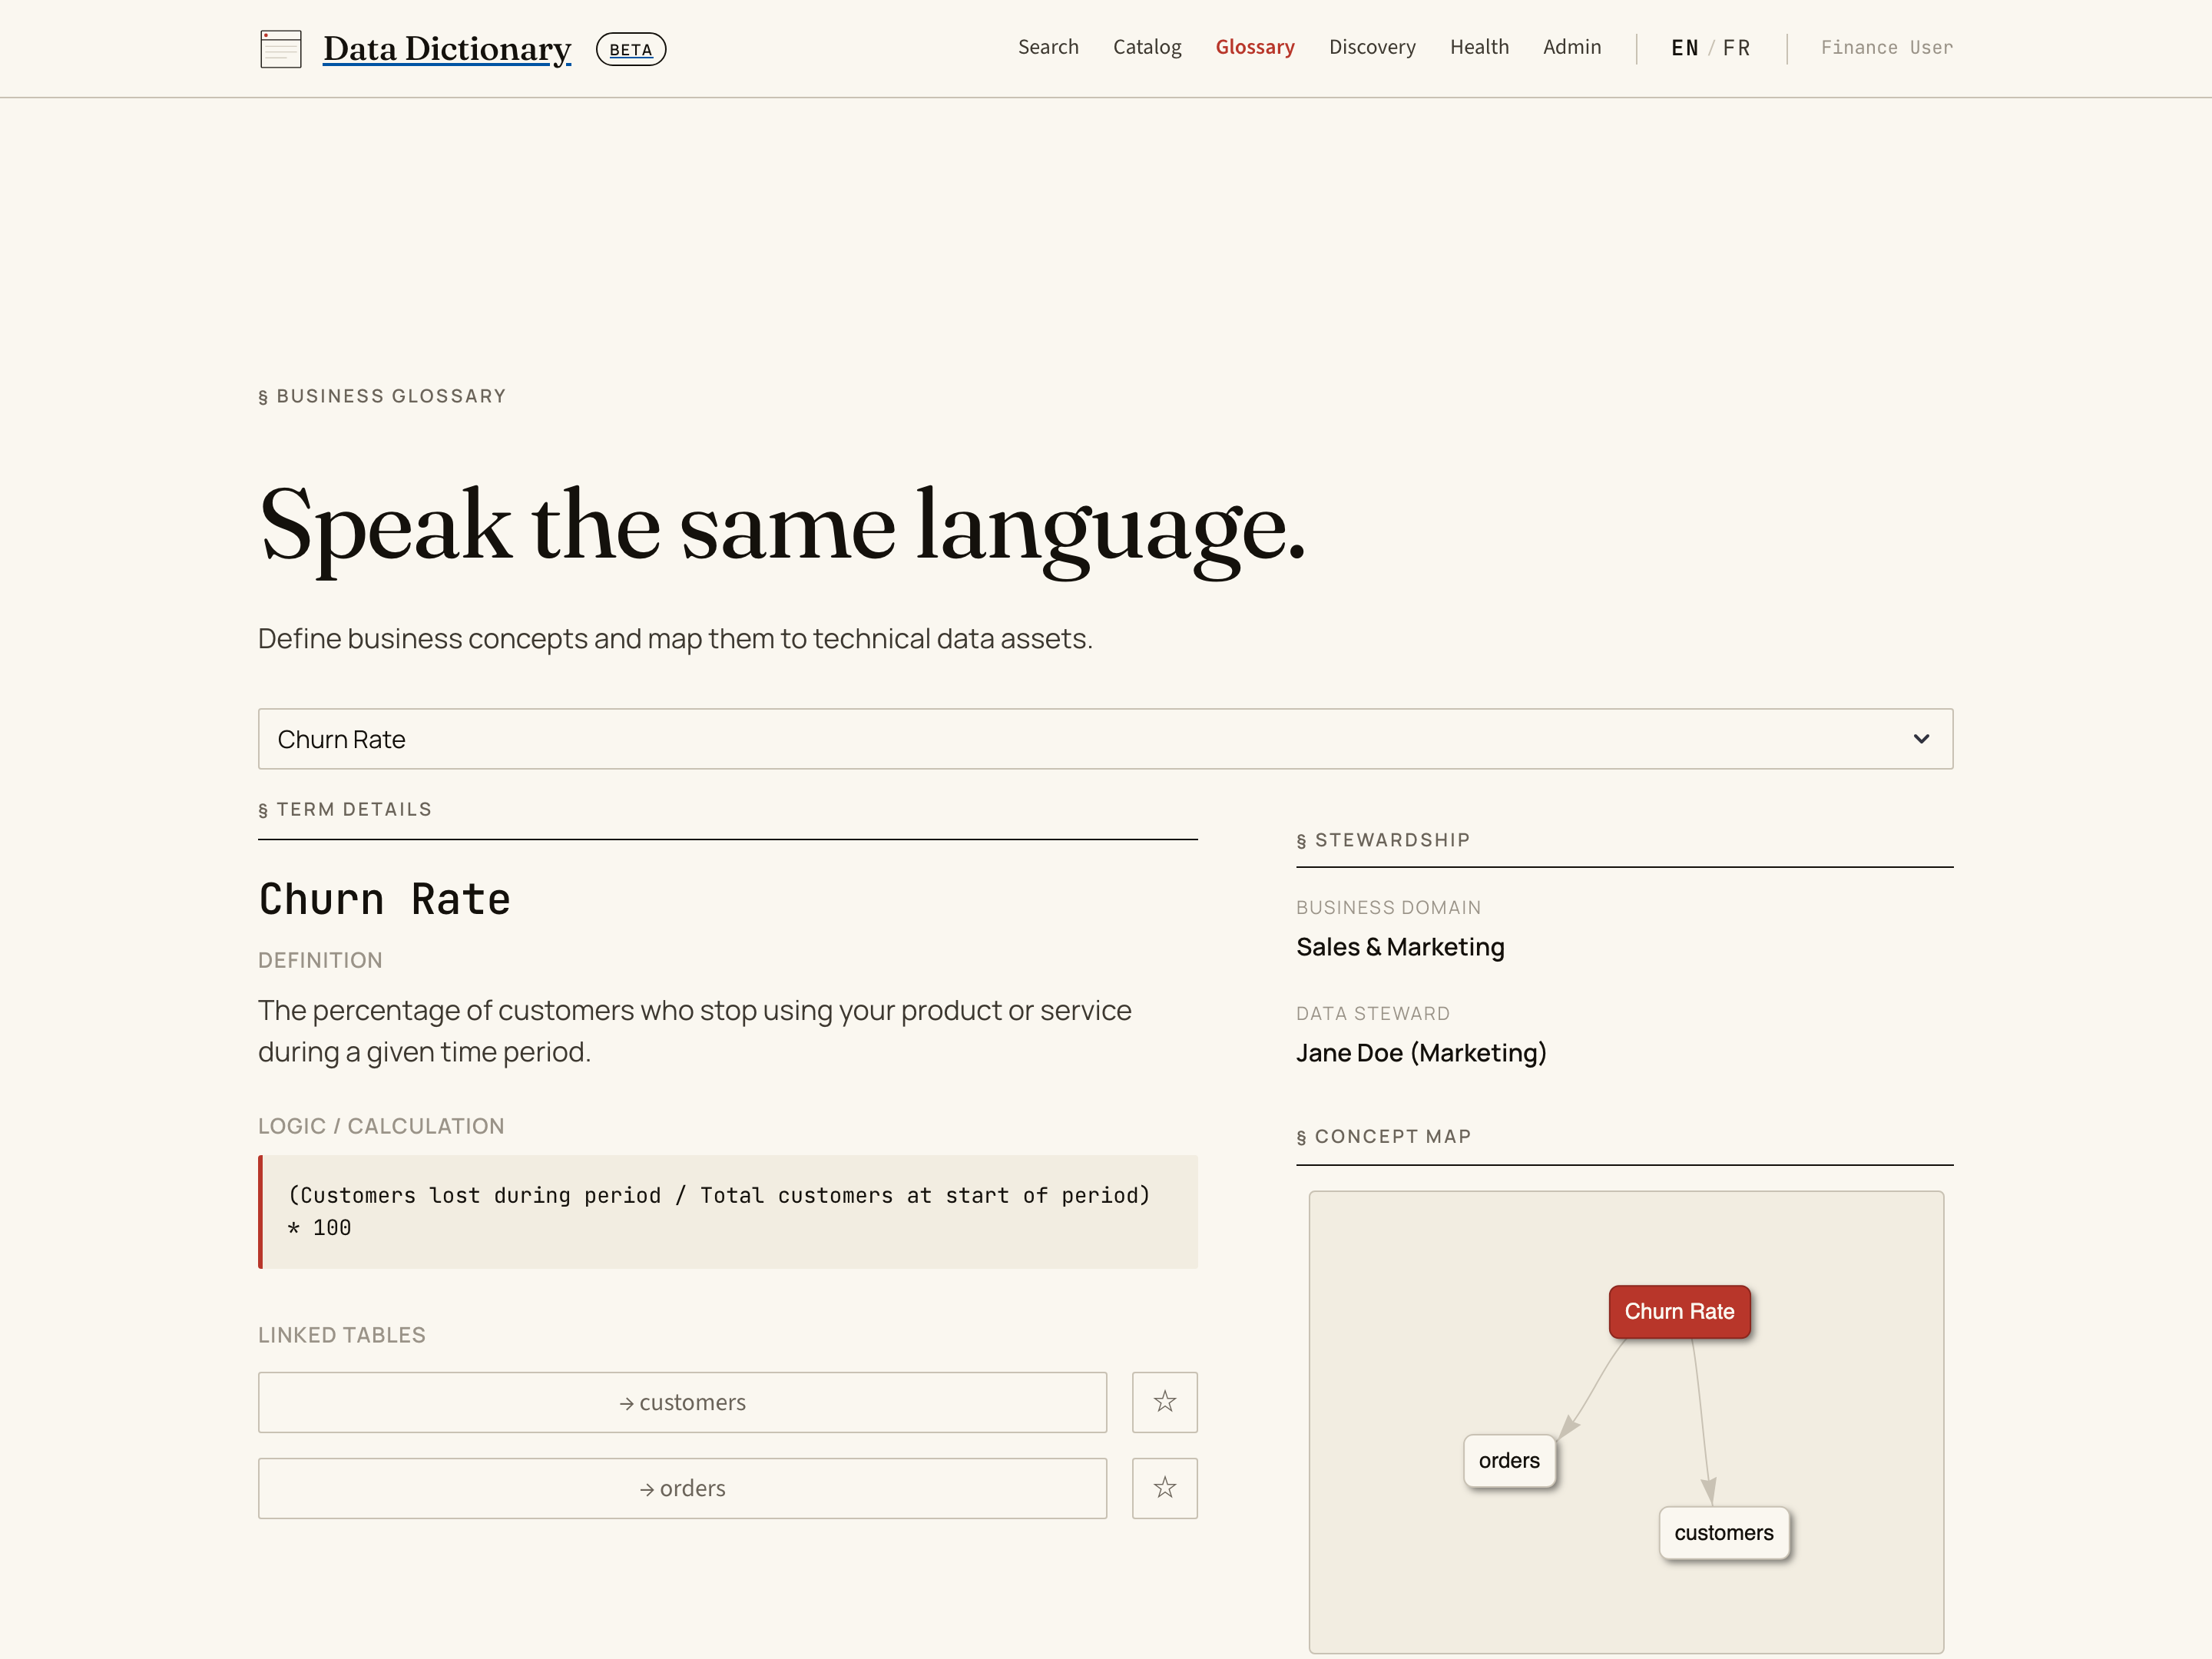 Data Dictionary BETA
Search Catalog Glossary Discovery Health Admin EN / FR Finance User
§ BUSINESS GLOSSARY
Speak the same language.
Define business concepts and map them to technical data assets.
Churn Rate
§ TERM DETAILS
Churn Rate
DEFINITION
The percentage of customers who stop using your product or service
during a given time period.
LOGIC / CALCULATION
(Customers lost during period / Total customers at start of period)
* 100
LINKED TABLES
→ customers
☆
→ orders
☆
§ STEWARDSHIP
BUSINESS DOMAIN
Sales & Marketing
DATA STEWARD
Jane Doe (Marketing)
§ CONCEPT MAP
Churn Rate
orders
customers